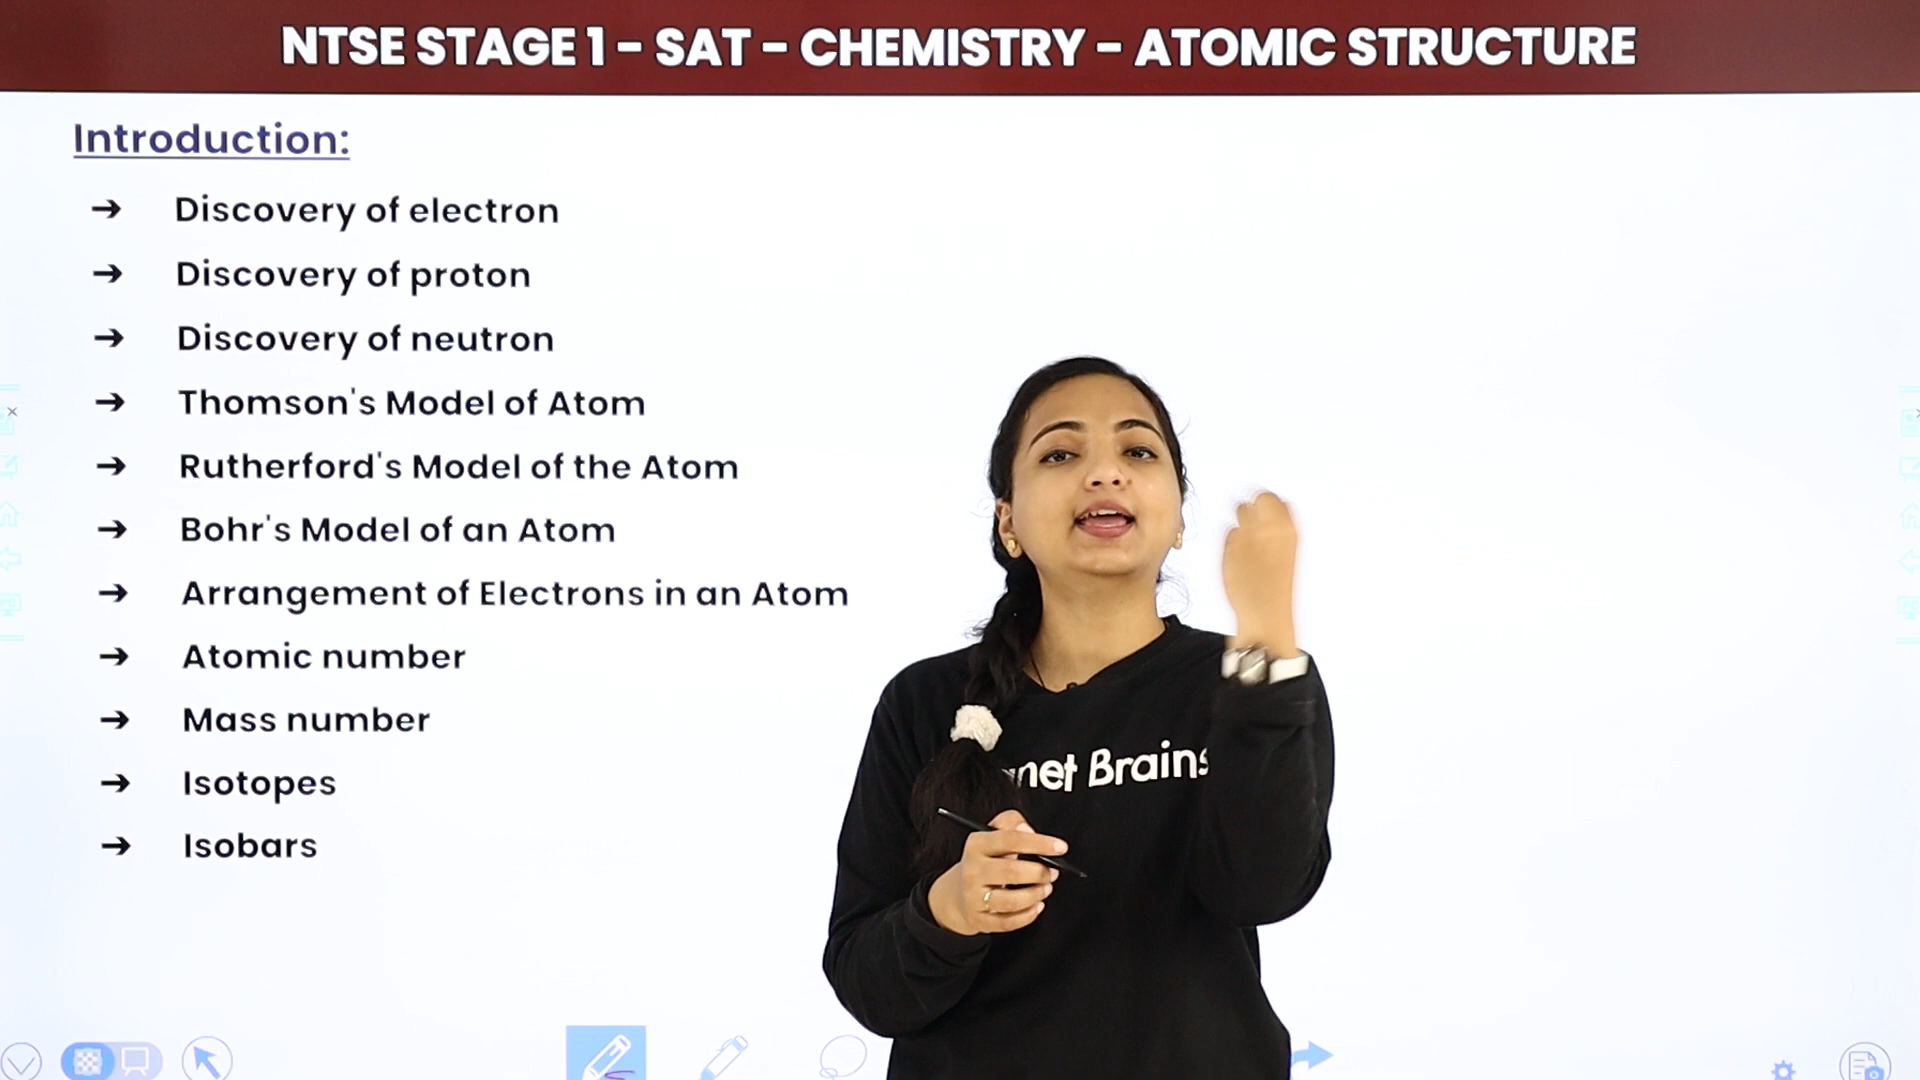 NTSE STAGE 1 - SAT - CHEMISTRY - ATOMIC STRUCTURE
Introduction:
➔ Discovery of electron
➔ Discovery of proton
➔ Discovery of neutron
➔ Thomson's Model of Atom
➔ Rutherford's Model of the Atom
➔ Bohr's Model of an Atom
➔ Arrangement of Electrons in an Atom
➔ Atomic number
➔ Mass number
➔ Isotopes
➔ Isobars
net Brains